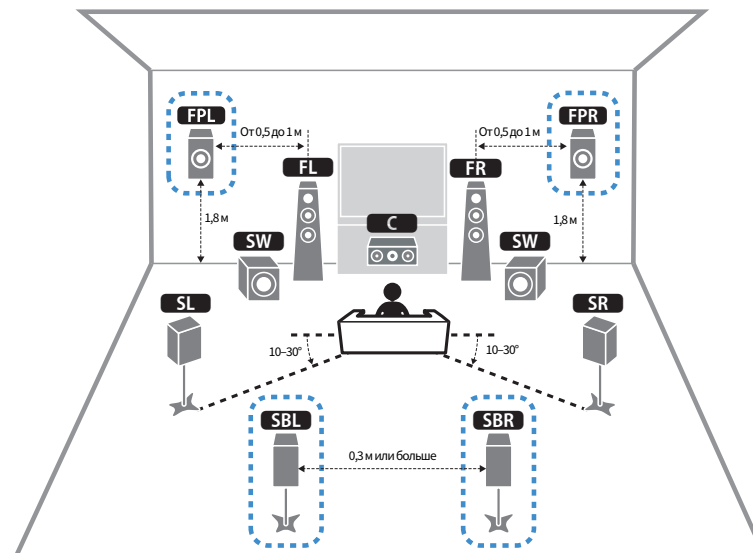 FPL
FPR
От 0,5 до 1 м
От 0,5 до 1 м
FL
FR
1,8 м
C
1,8 м
SW
SW
SL
SR
10–30°
10–30°
SBL
SBR
0,3 м или больше